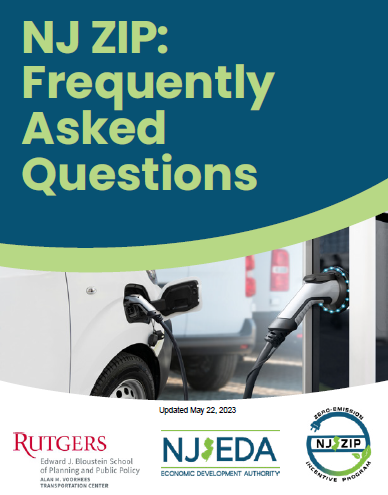 NJ ZIP:
Frequently
Asked
Questions
Updated May 22, 2023
RUTGERS
Edward J. Bloustein School
of Planning and Public Policy
ALAN M. VOORHEES
TRANSPORTATION CENTER
NJEDA
ECONOMIC DEVELOPMENT AUTHORITY
ZERO-EMISSION
NJ ZIP
INCENTIVE PROGRAM